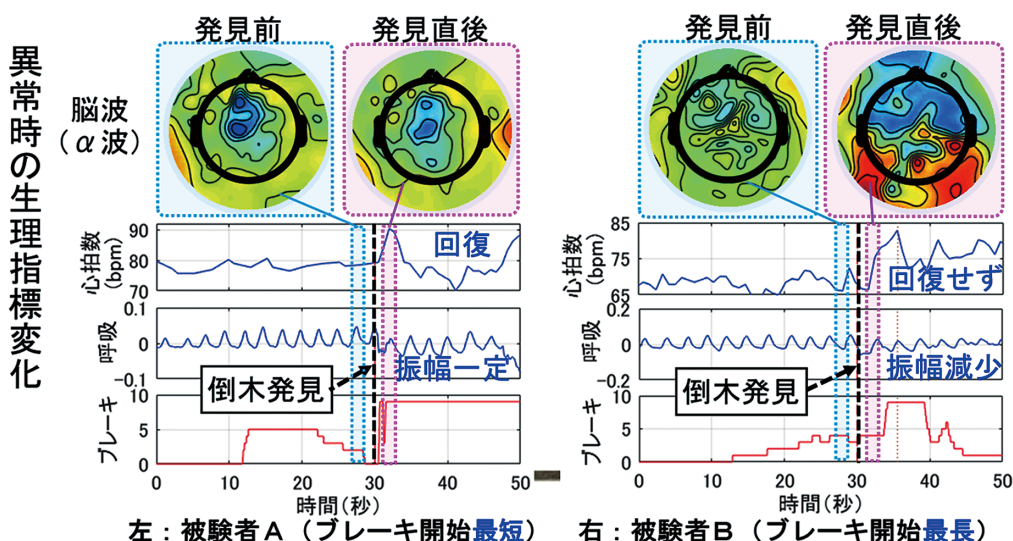 異常時の生理指標変化
発見前
発見直後
脳波
(α波)
心拍数
(bpm)
90
80
70
回復
呼吸
0.1
0
-0.1
振幅一定
倒木発見
ブレーキ
10
5
0
0
10
20
30
40
50
時間(秒)
左：被験者A（ブレーキ開始最短）
発見前
発見直後
心拍数
(bpm)
85
75
65
回復せず
呼吸
0.2
0
-0.2
振幅減少
倒木発見
ブレーキ
10
5
0
0
10
20
30
40
50
時間(秒)
右：被験者B（ブレーキ開始最長）